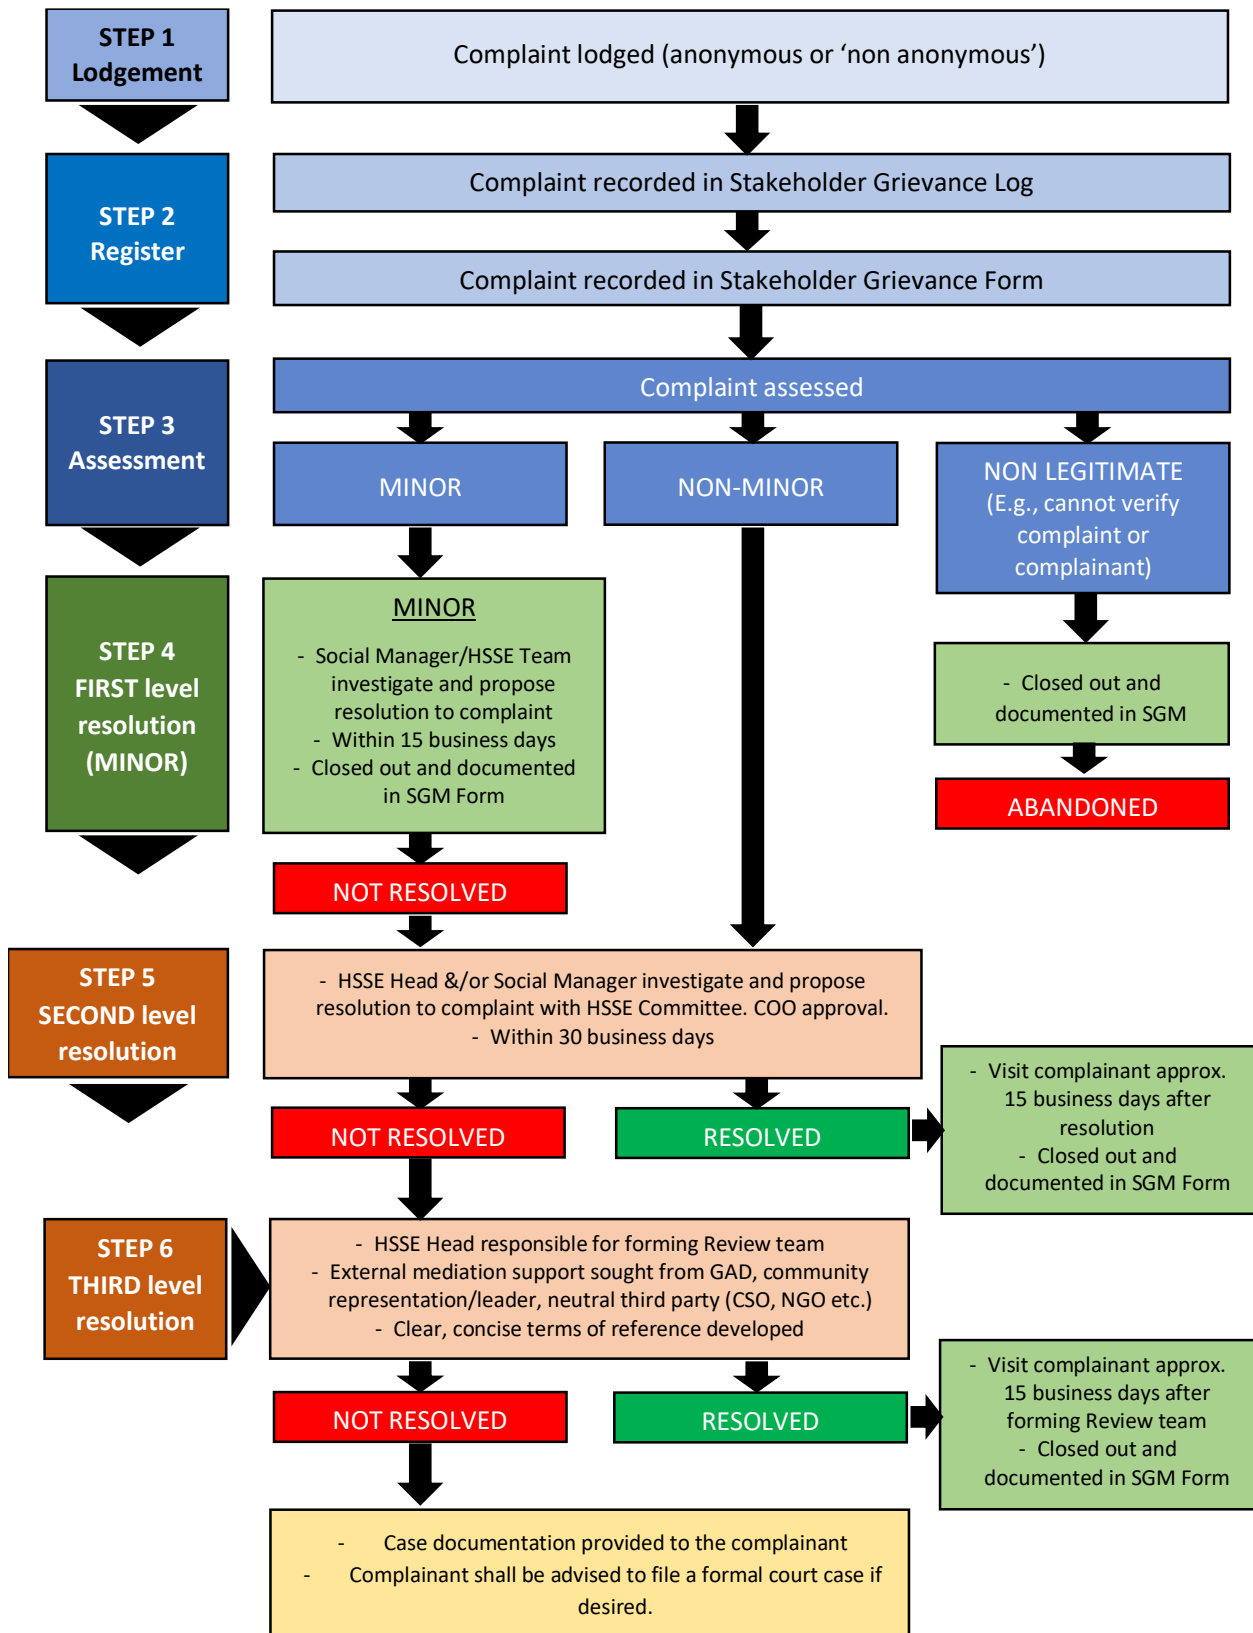 STEP 1
Lodgement
Complaint lodged (anonymous or ‘non anonymous’)
STEP 2
Register
Complaint recorded in Stakeholder Grievance Log
Complaint recorded in Stakeholder Grievance Form
STEP 3
Assessment
Complaint assessed
MINOR
NON-MINOR
NON LEGITIMATE
(E.g., cannot verify
complaint or
complainant)
STEP 4
FIRST level
resolution
(MINOR)
MINOR
- Social Manager/HSSE Team
investigate and propose
resolution to complaint
- Within 15 business days
- Closed out and documented
in SGM Form
- Closed out and
documented in SGM
ABANDONED
NOT RESOLVED
STEP 5
SECOND level
resolution
- HSSE Head &/or Social Manager investigate and propose
resolution to complaint with HSSE Committee. COO approval.
- Within 30 business days
NOT RESOLVED
RESOLVED
- Visit complainant approx.
15 business days after
resolution
- Closed out and
documented in SGM Form
STEP 6
THIRD level
resolution
- HSSE Head responsible for forming Review team
- External mediation support sought from GAD, community
representation/leader, neutral third party (CSO, NGO etc.)
- Clear, concise terms of reference developed
NOT RESOLVED
RESOLVED
- Visit complainant approx.
15 business days after
forming Review team
- Closed out and
documented in SGM Form
- Case documentation provided to the complainant
- Complainant shall be advised to file a formal court case if
desired.